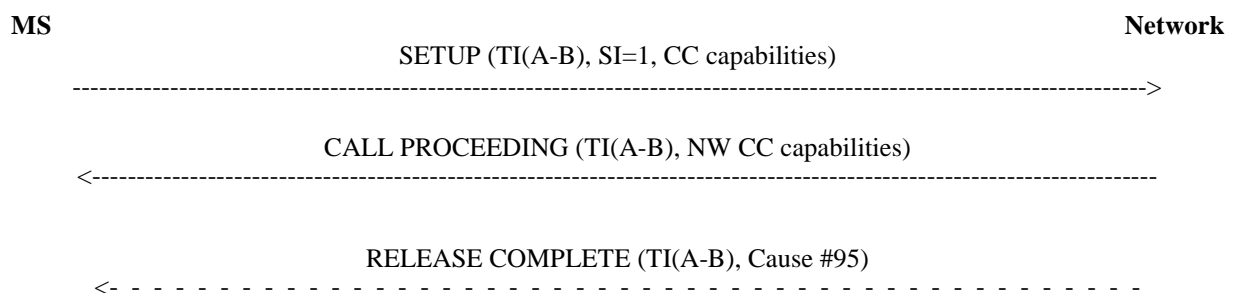 MS Network
SETUP (TI(A-B), SI=1, CC capabilities)
CALL PROCEEDING (TI(A-B), NW CC capabilities)
RELEASE COMPLETE (TI(A-B), Cause #95)